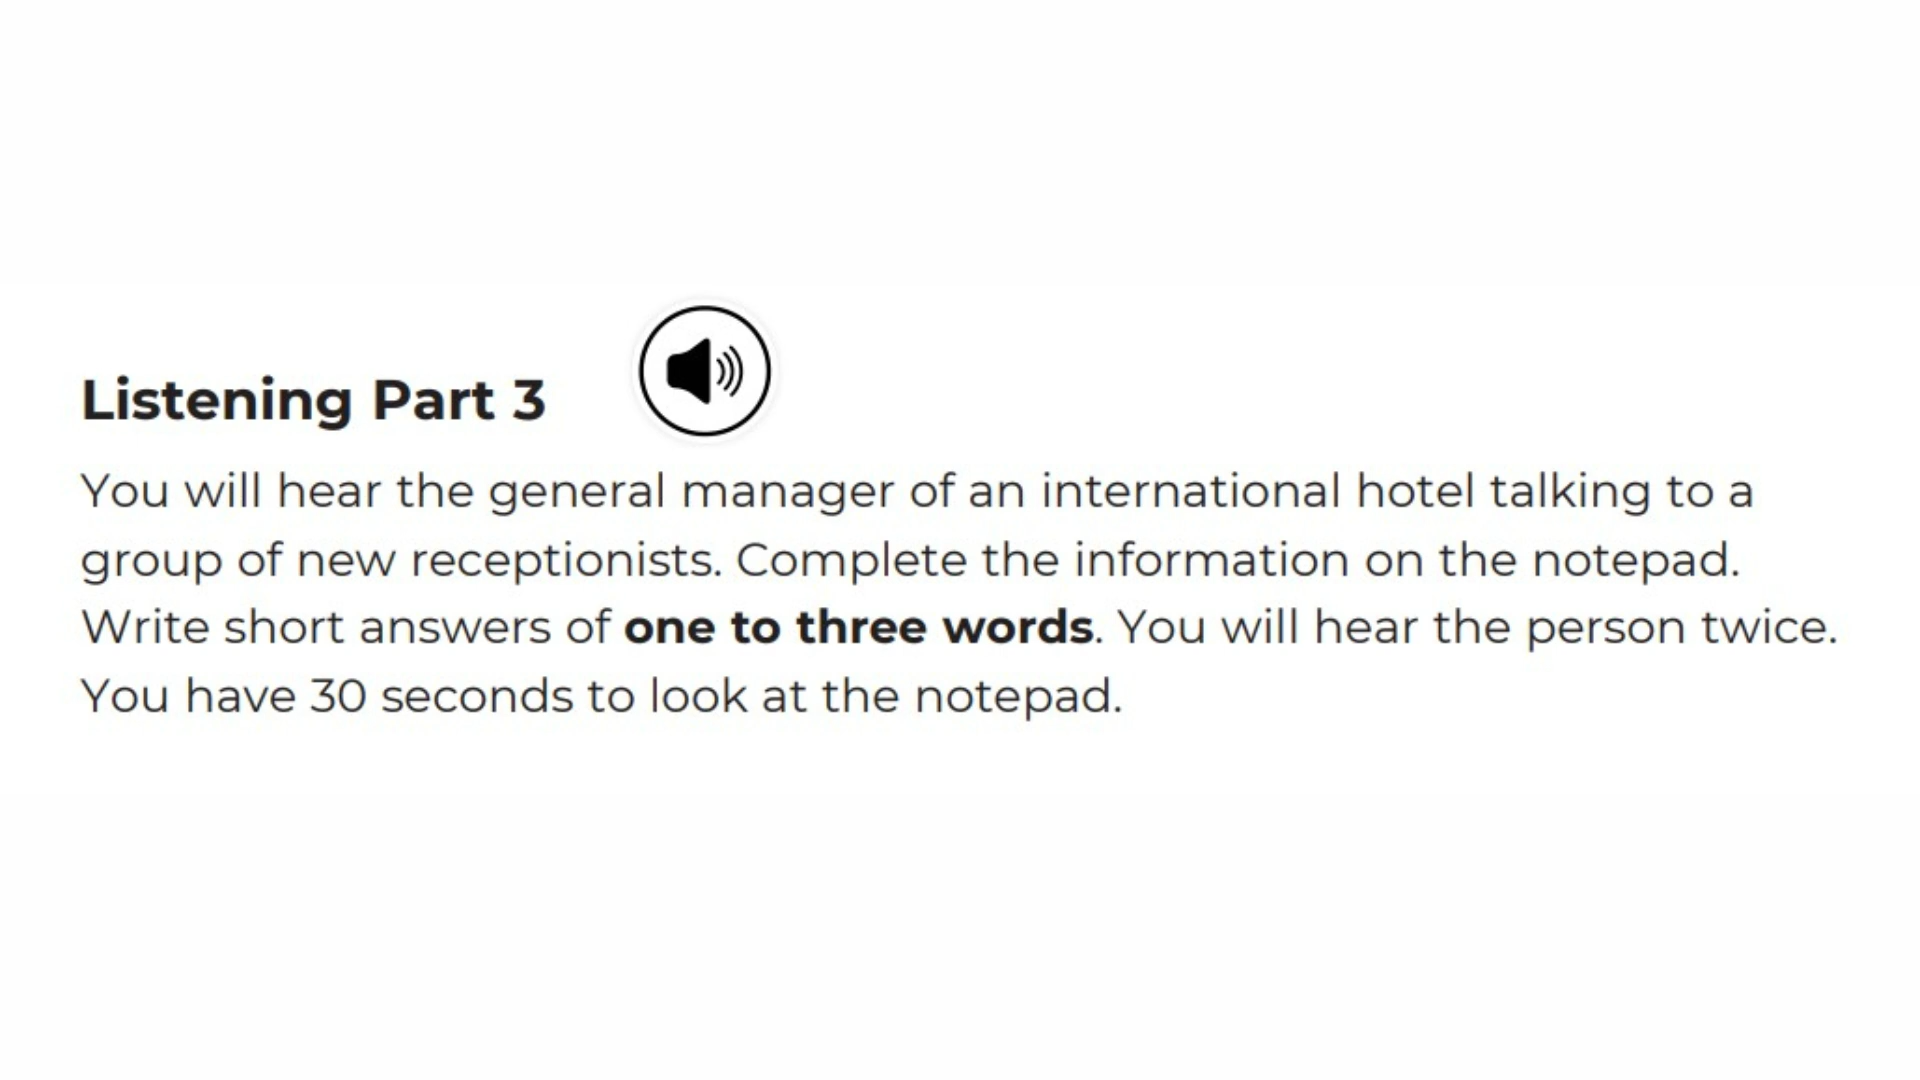 Listening Part 3
You will hear the general manager of an international hotel talking to a
group of new receptionists. Complete the information on the notepad.
Write short answers of one to three words. You will hear the person twice.
You have 30 seconds to look at the notepad.